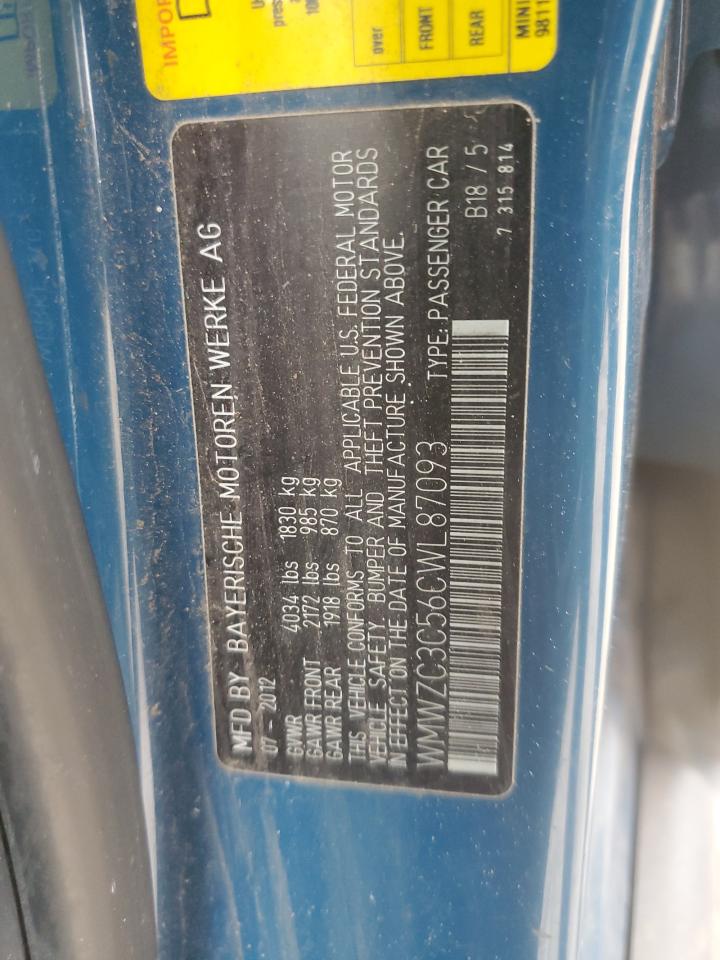 IMPOR
over
FRONT
REAR
MINI
MFD BY BAYERISCHE MOTOREN WERKE AG
07 - 2012
GVWR 4034 lbs 1830 kg
GAWR FRONT 2172 lbs 985 kg
GAWR REAR 1918 lbs 870 kg
THIS VEHICLE CONFORMS TO ALL APPLICABLE U.S. FEDERAL MOTOR
VEHICLE SAFETY, BUMPER AND THEFT PREVENTION STANDARDS
IN EFFECT ON THE DATE OF MANUFACTURE SHOWN ABOVE.
WMWZC3C56CWL87093 TYPE: PASSENGER CAR
B18 / 5
7 315 814